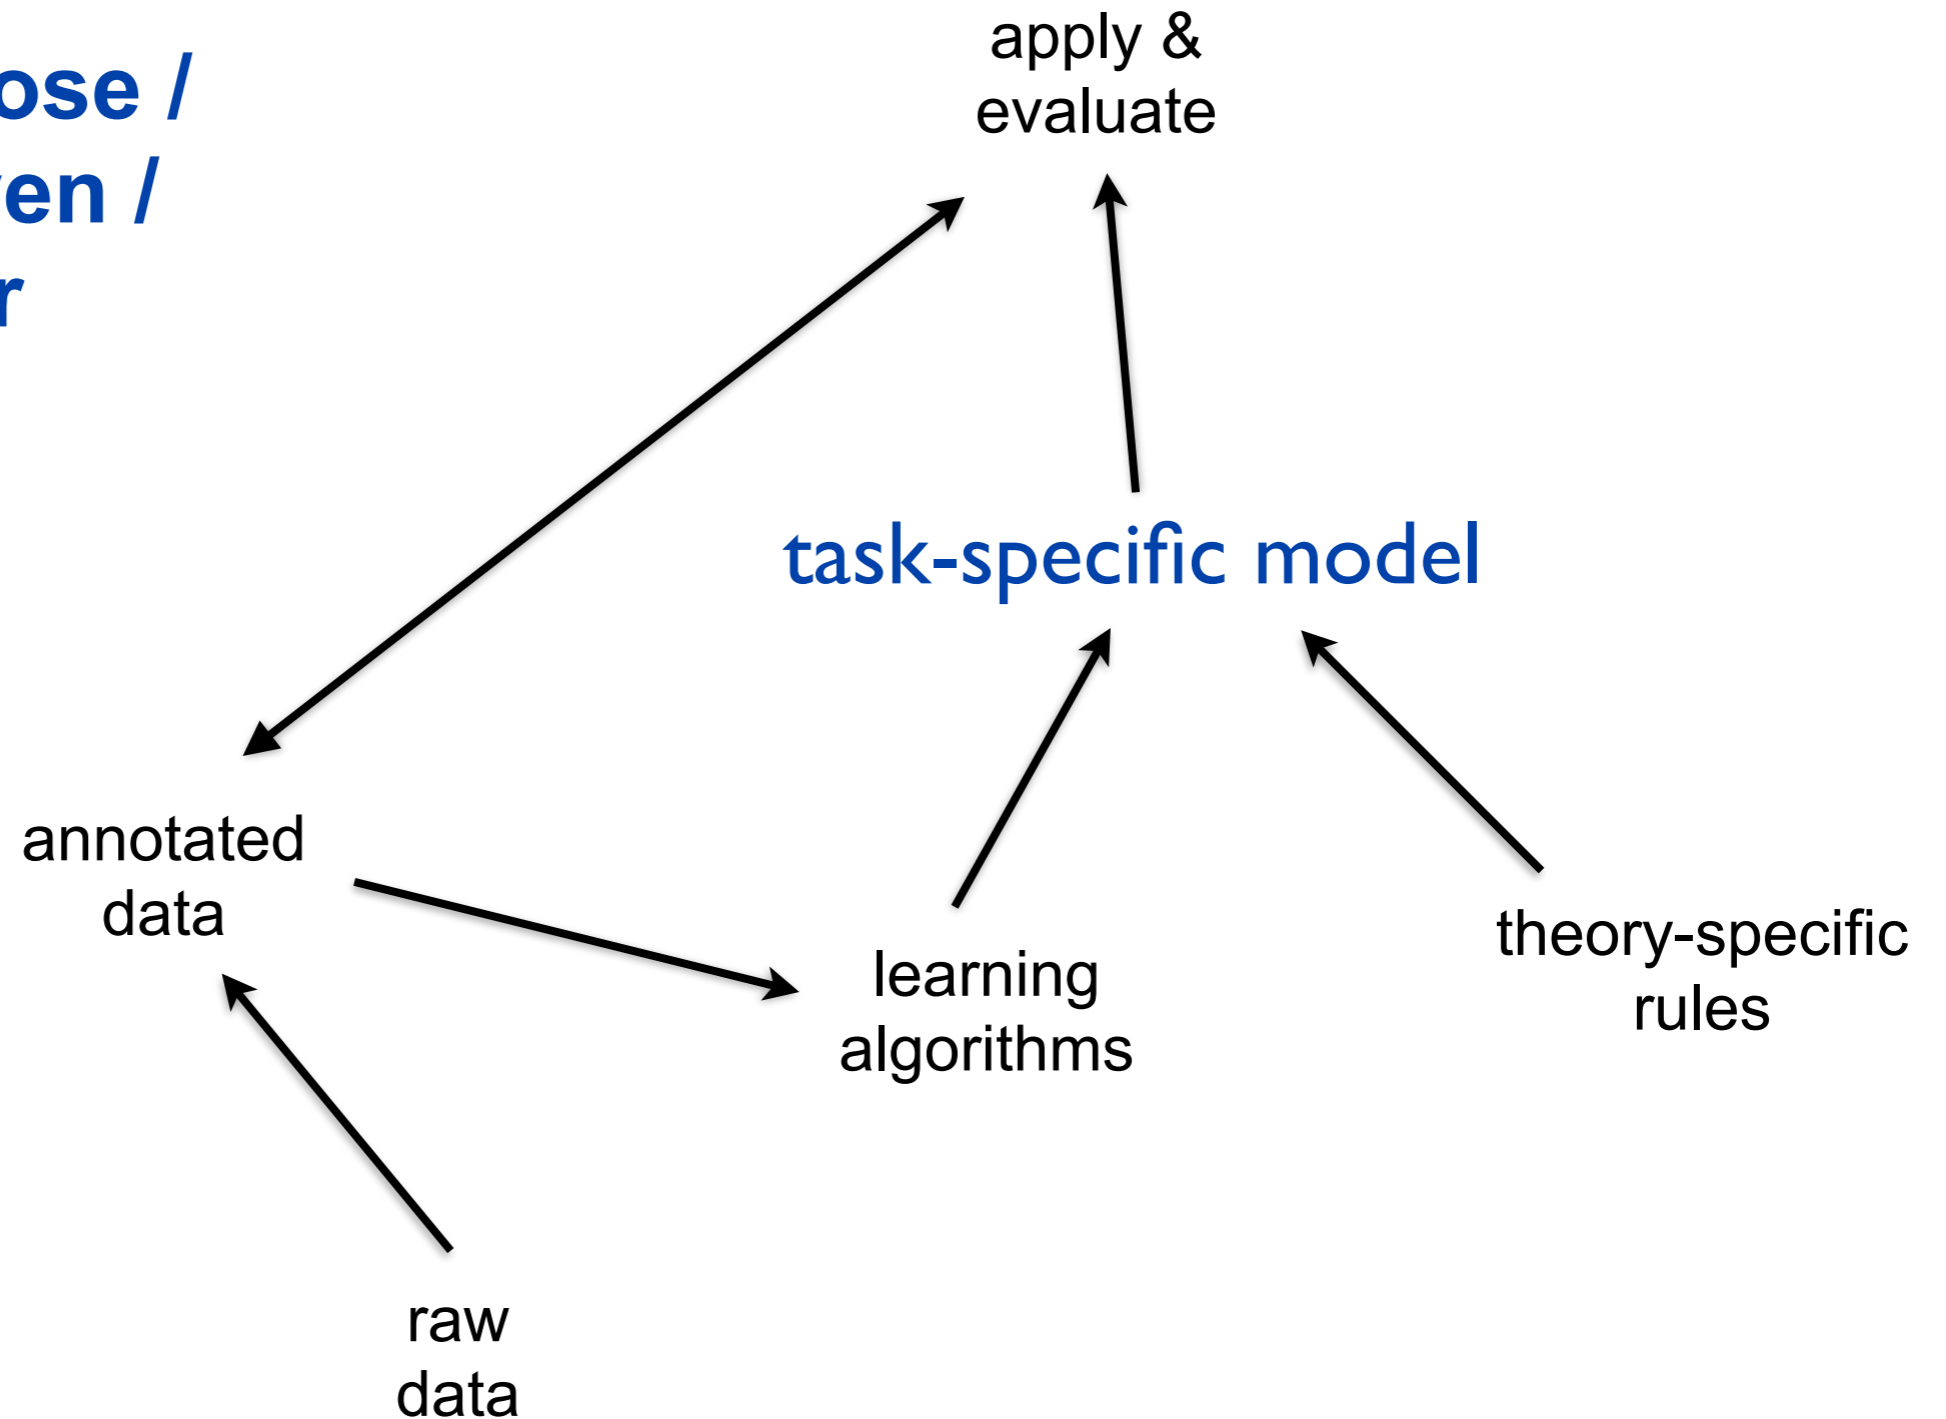 ose /
en /
r
apply &
evaluate
task-specific model
annotated
data
learning
algorithms
theory-specific
rules
raw
data